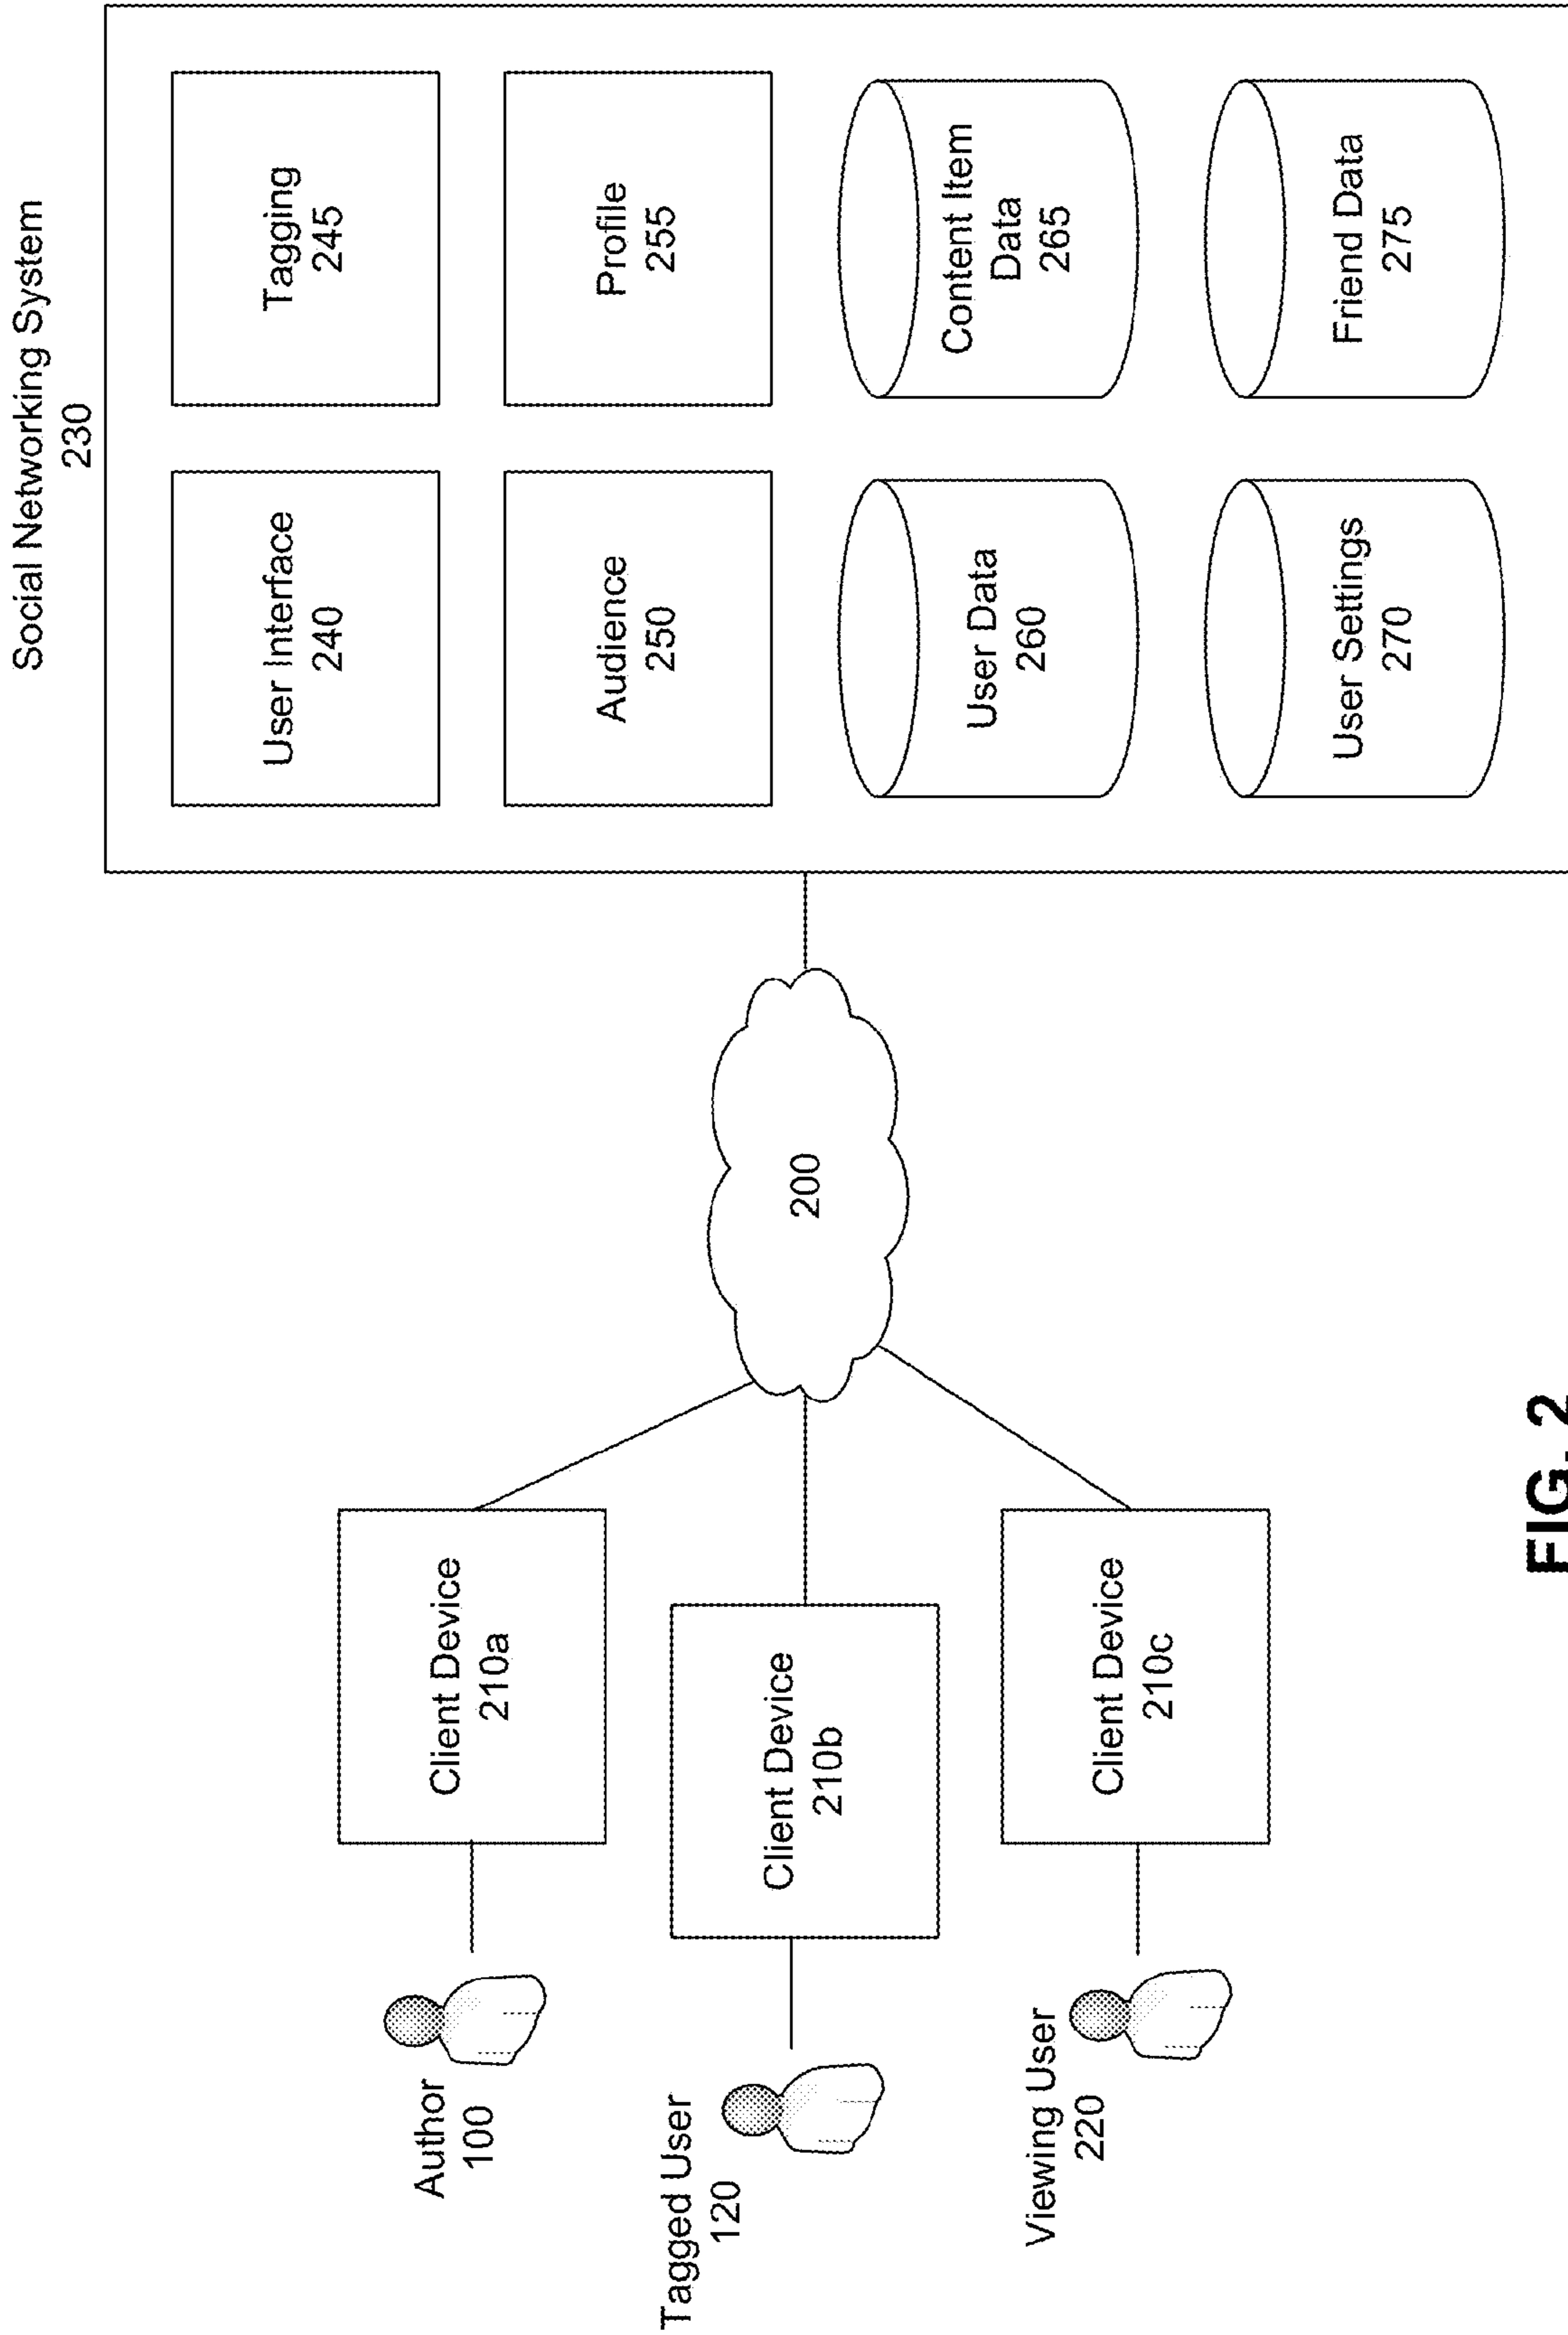 Social Networking System
230
User Interface
240
Tagging
245
Audience
250
Profile
255
User Data
260
Content Item
Data
265
User Settings
270
Friend Data
275
200
Client Device
210a
Client Device
210b
Client Device
210c
Author
100
Tagged User
120
Viewing User
220
FIG. 2